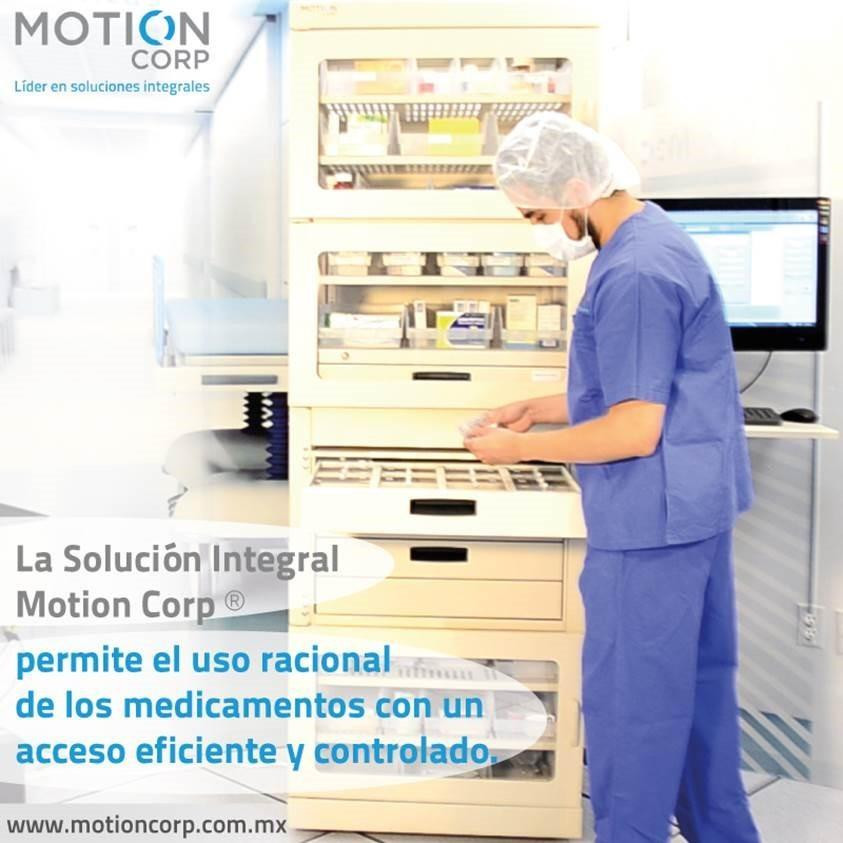 MOTION
CORP
Líder en soluciones integrales
MOTION
La Solución Integral
Motion Corp ®
permite el uso racional
de los medicamentos con un
acceso eficiente y controlado.
www.motioncorp.com.mx